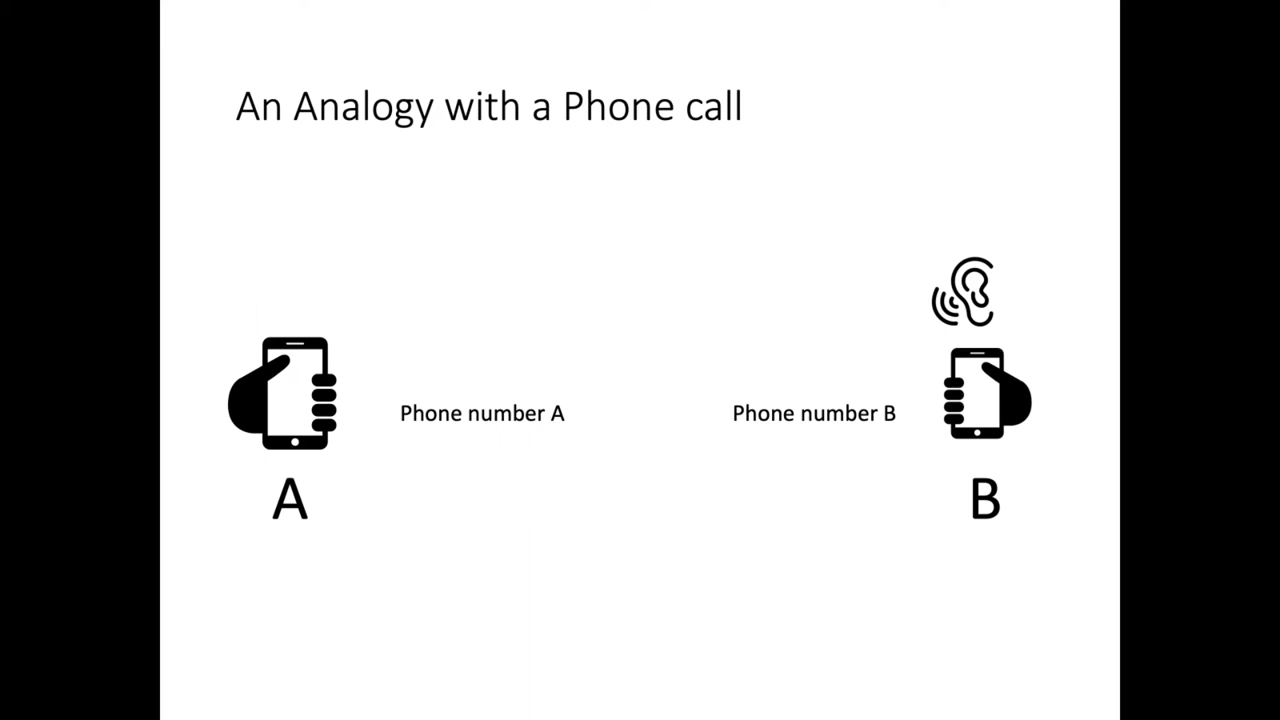 An Analogy with a Phone call
Phone number A
Phone number B
A
B